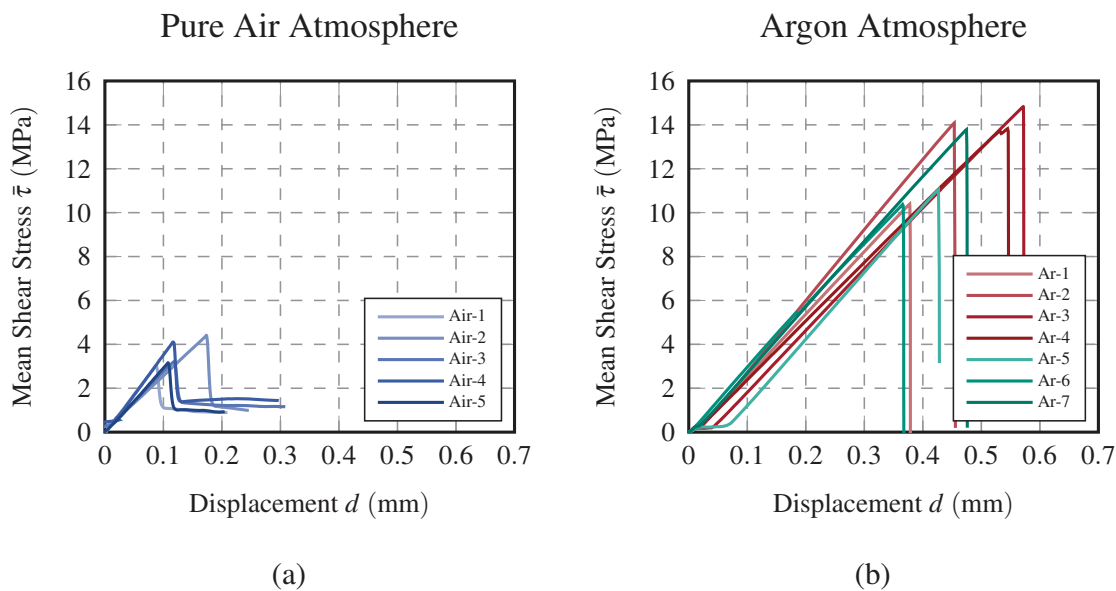 Pure Air Atmosphere
16
14
12
10
8
6
4
2
0
0
0.1
0.2
0.3
0.4
0.5
0.6
0.7
Mean Shear Stress τ̄ (MPa)
Displacement d (mm)
Air-1
Air-2
Air-3
Air-4
Air-5
(a)
Argon Atmosphere
16
14
12
10
8
6
4
2
0
0
0.1
0.2
0.3
0.4
0.5
0.6
0.7
Mean Shear Stress τ̄ (MPa)
Displacement d (mm)
Ar-1
Ar-2
Ar-3
Ar-4
Ar-5
Ar-6
Ar-7
(b)